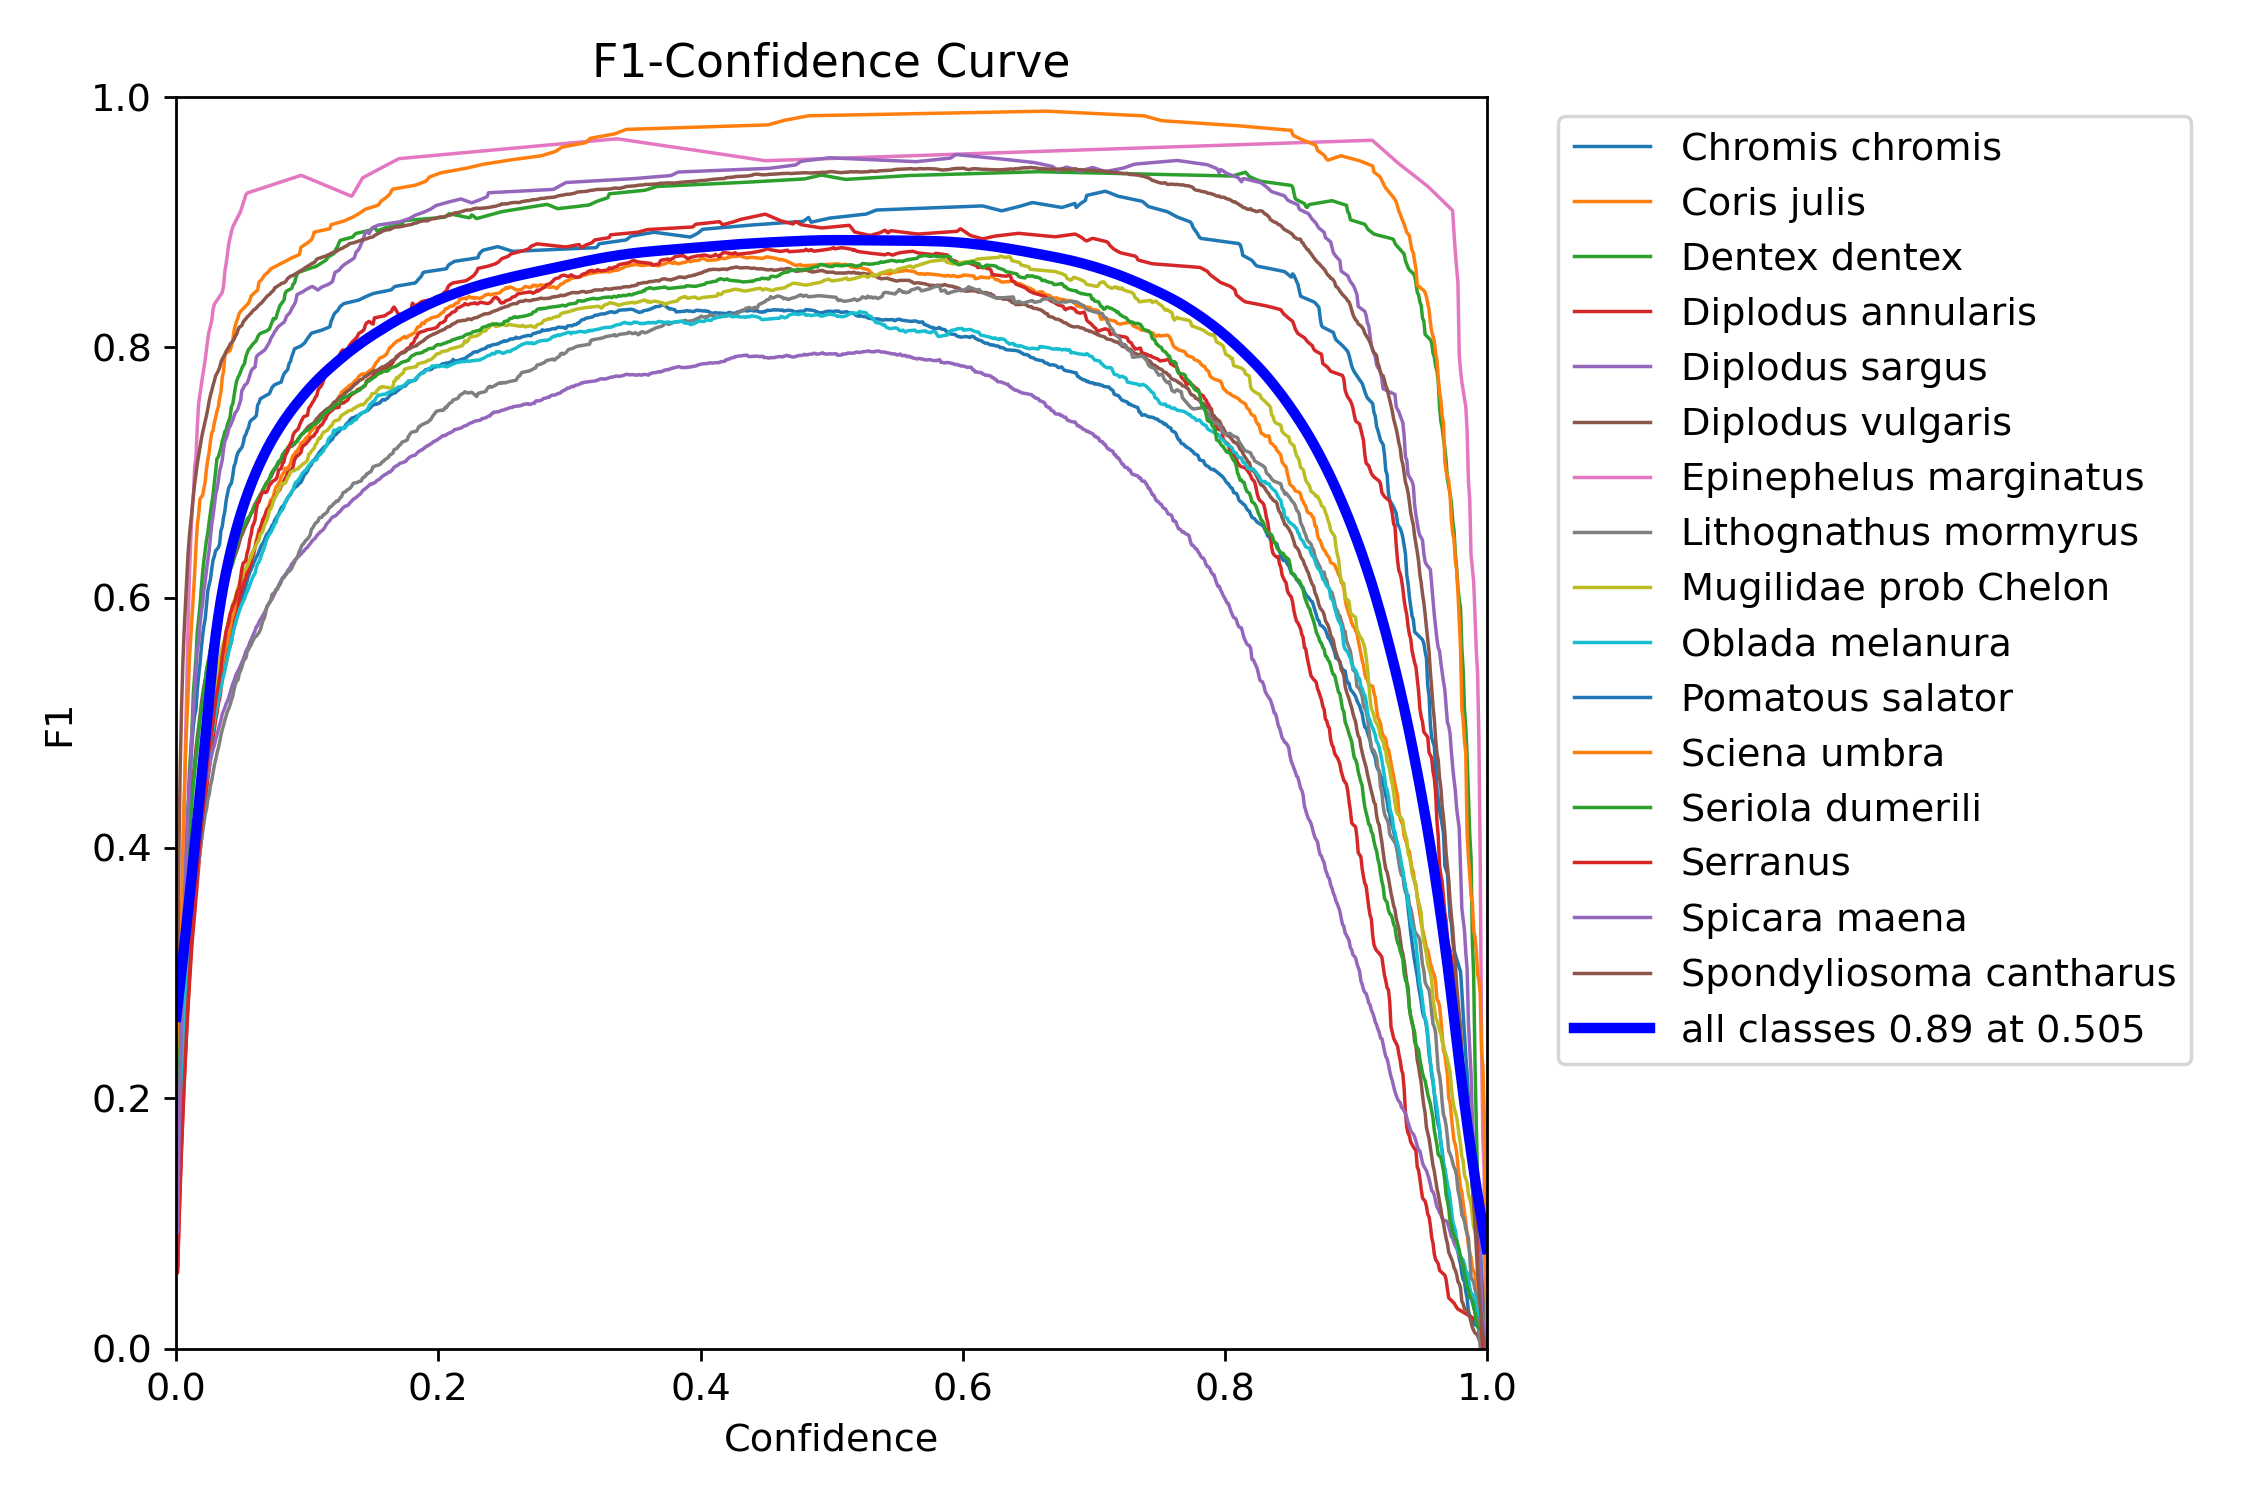 F1-Confidence Curve
1.0
0.8
0.6
0.4
0.2
0.0
F1
0.0 0.2 0.4 0.6 0.8 1.0
Confidence
Chromis chromis
Coris julis
Dentex dentex
Diplodus annularis
Diplodus sargus
Diplodus vulgaris
Epinephelus marginatus
Lithognathus mormyrus
Mugilidae prob Chelon
Oblada melanura
Pomatous salator
Sciena umbra
Seriola dumerili
Serranus
Spicara maena
Spondyliosoma cantharus
all classes 0.89 at 0.505